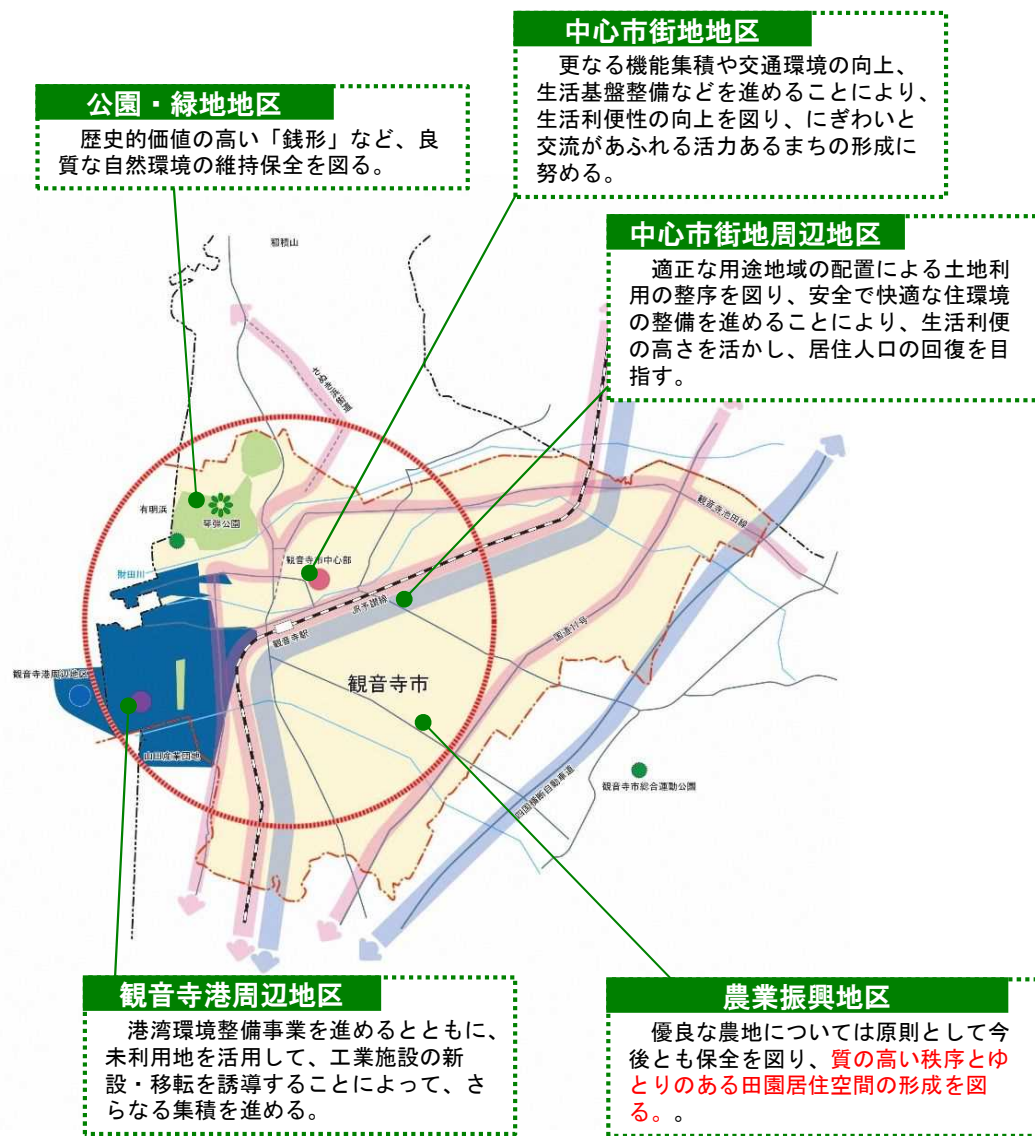 中心市街地地区
更なる機能集積や交通環境の向上、
生活基盤整備などを進めることにより、
生活利便性の向上を図り、にぎわいと
交流があふれる活力あるまちの形成に
努める。
公園・緑地地区
歴史的価値の高い「銭形」など、良
質な自然環境の維持保全を図る。
中心市街地周辺地区
適正な用途地域の配置による土地利
用の整序を図り、安全で快適な住環境
の整備を進めることにより、生活利便
の高さを活かし、居住人口の回復を目
指す。
稲積山
さぬき浜街道
有明浜
琴弾公園
観音寺池田線
観音寺市中心部
財田川
JR予讃線
観音寺駅
国道11号
観音寺港周辺地区
観音寺市
山田産業団地
四国横断自動車道
観音寺市総合運動公園
観音寺港周辺地区
港湾環境整備事業を進めるとともに、
未利用地を活用して、工業施設の新
設・移転を誘導することによって、さ
らなる集積を進める。
農業振興地区
優良な農地については原則として今
後とも保全を図り、質の高い秩序とゆ
とりのある田園居住空間の形成を図
る。。